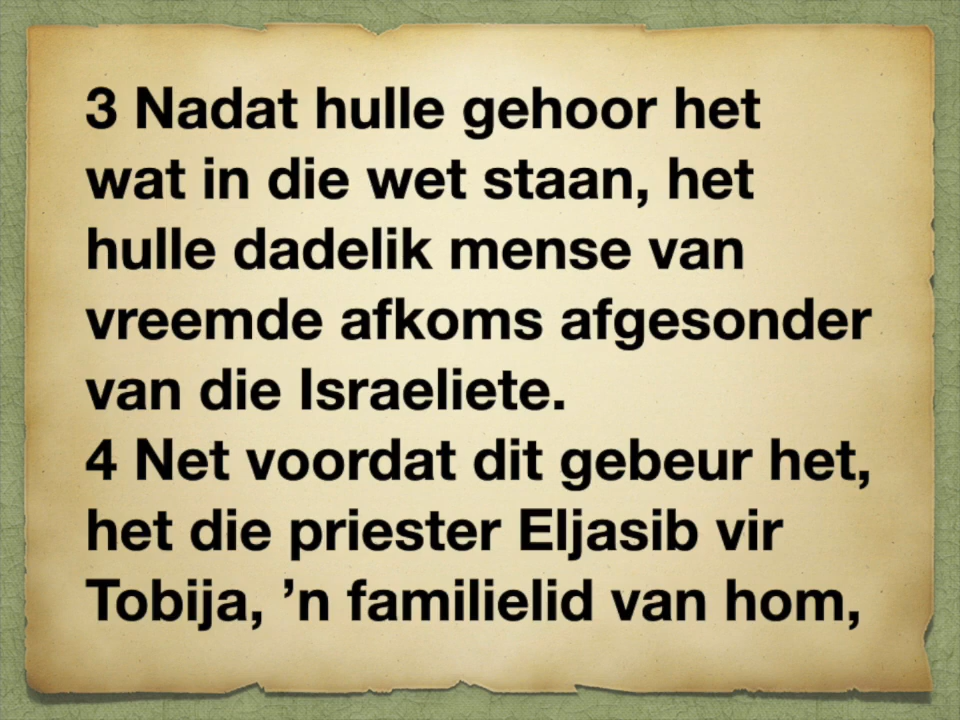 3 Nadat hulle gehoor het
wat in die wet staan, het
hulle dadelik mense van
vreemde afkoms afgesonder
van die Israeliete.
4 Net voordat dit gebeur het,
het die priester Eljasib vir
Tobija, ’n familielid van hom,